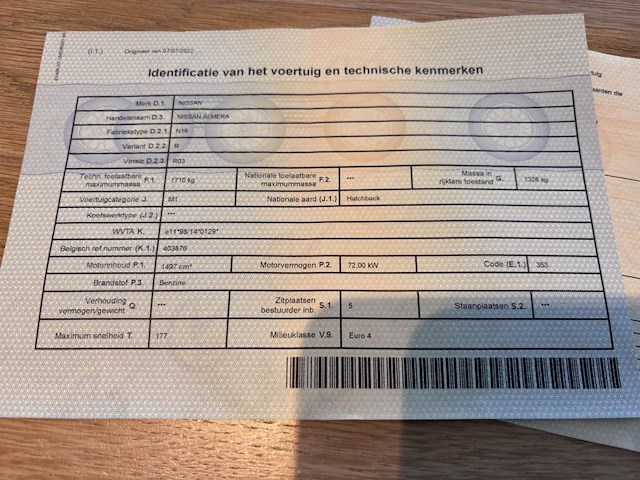 (I.1.) Origineel van 07/07/2022
Identificatie van het voertuig en technische kenmerken
Merk D.1. NISSAN
Handelsnaam D.3. NISSAN ALMERA
Fabriekstype D.2.1. N16
Variant D.2.2. R
Versie D.2.3. R03
Techn. toelaatbare maximummassa F.1. 1710 kg Nationale toelaatbare maximummassa F.2. *** Massa in rijklare toestand G. 1328 kg
Voertuigcategorie J. M1 Nationale aard (J.1.) Hatchback
Koetswerktype (J.2.) ***
WVTA K. e11*98/14*0129*
Belgisch ref.nummer (K.1.) 403876
Motorinhoud P.1. 1497 cm³ Motorvermogen P.2. 72,00 kW Code (E.1.) 353
Brandstof P.3. Benzine
Verhouding vermogen/gewicht Q. *** Zitplaatsen bestuurder inb. S.1. 5 Staanplaatsen S.2. ***
Maximum snelheid T. 177 Milieuklasse V.9. Euro 4